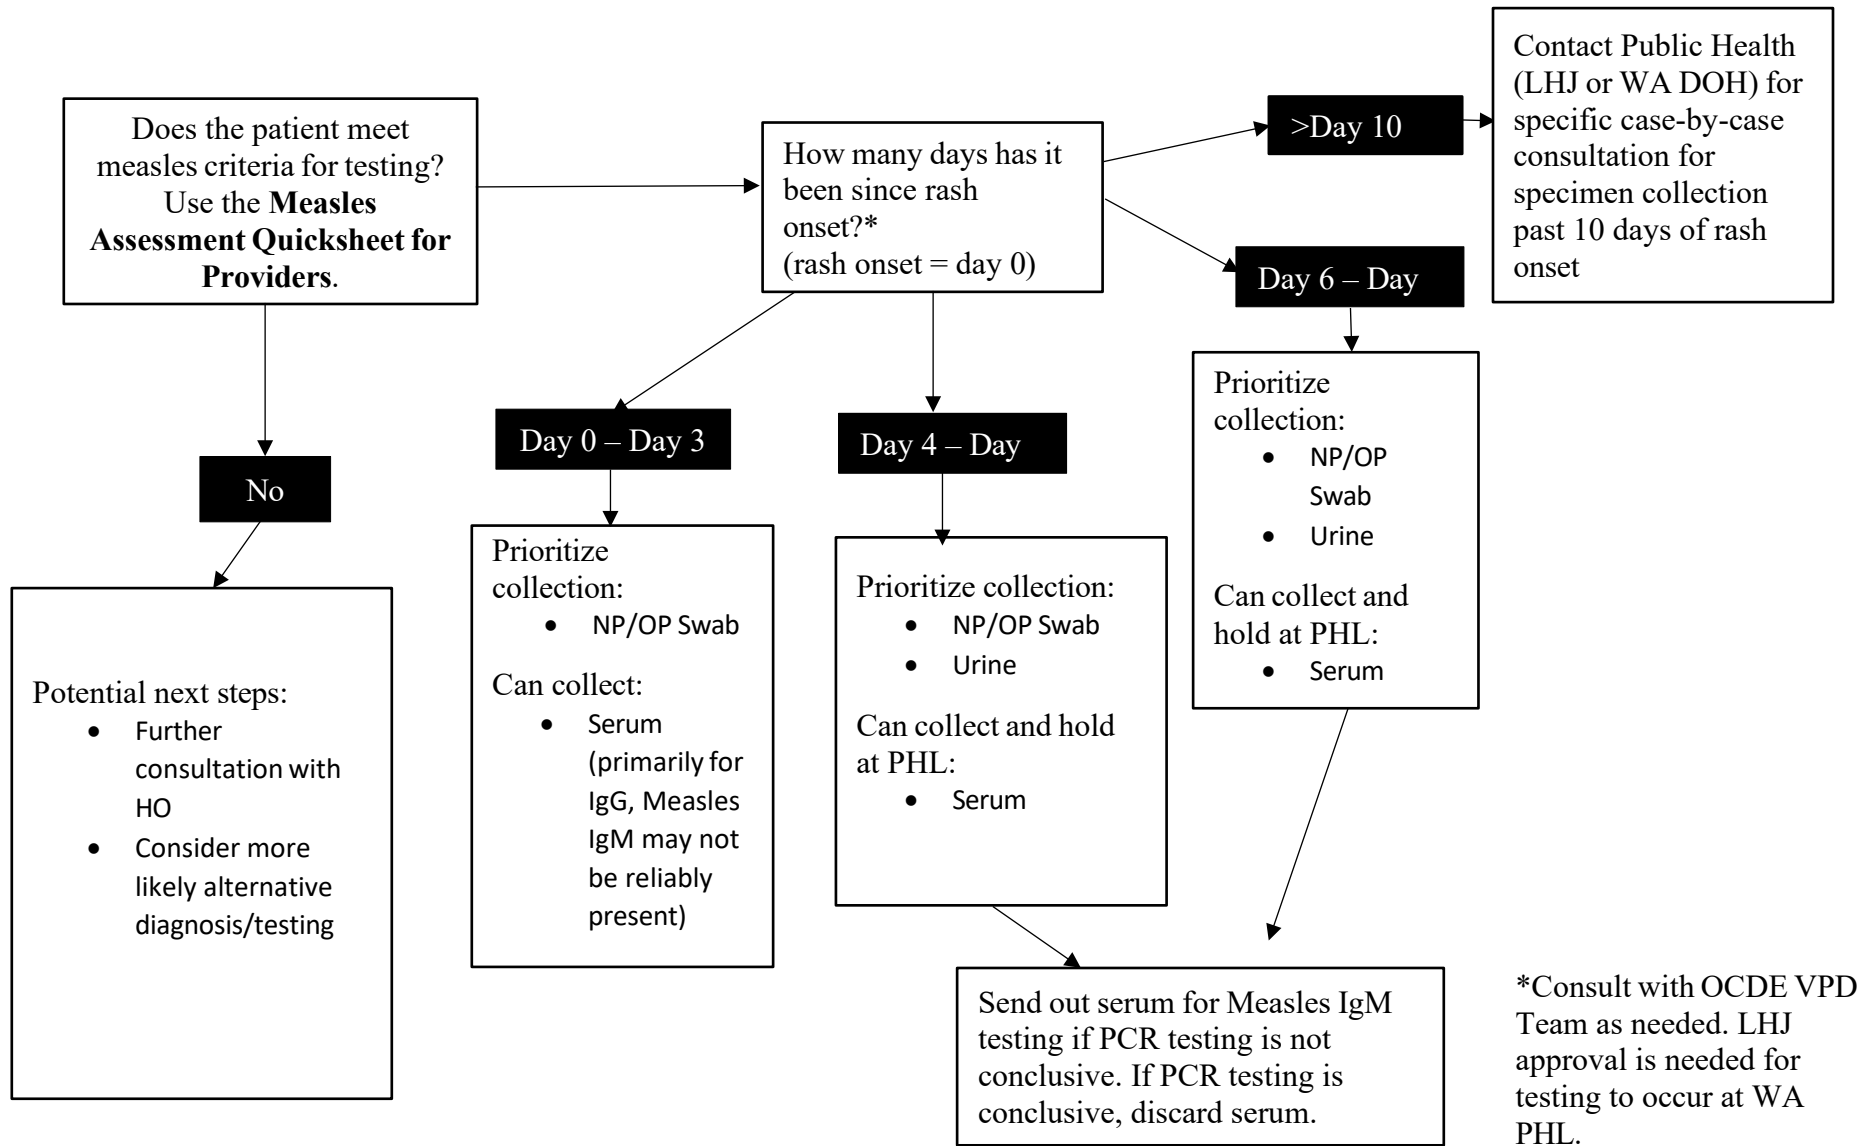 Does the patient meet
measles criteria for testing?
Use the Measles
Assessment Quicksheet for
Providers.
No
Potential next steps:
• Further
consultation with
HO
• Consider more
likely alternative
diagnosis/testing
How many days has it
been since rash
onset?*
(rash onset = day 0)
Day 0 – Day 3
Prioritize
collection:
• NP/OP Swab
Can collect:
• Serum
(primarily for
IgG, Measles
IgM may not
be reliably
present)
Day 4 – Day
Prioritize collection:
• NP/OP Swab
• Urine
Can collect and hold
at PHL:
• Serum
Day 6 – Day
Prioritize
collection:
• NP/OP
Swab
• Urine
Can collect and
hold at PHL:
• Serum
>Day 10
Contact Public Health
(LHJ or WA DOH) for
specific case-by-case
consultation for
specimen collection
past 10 days of rash
onset
Send out serum for Measles IgM
testing if PCR testing is not
conclusive. If PCR testing is
conclusive, discard serum.
*Consult with OCDE VPD
Team as needed. LHJ
approval is needed for
testing to occur at WA
PHL.